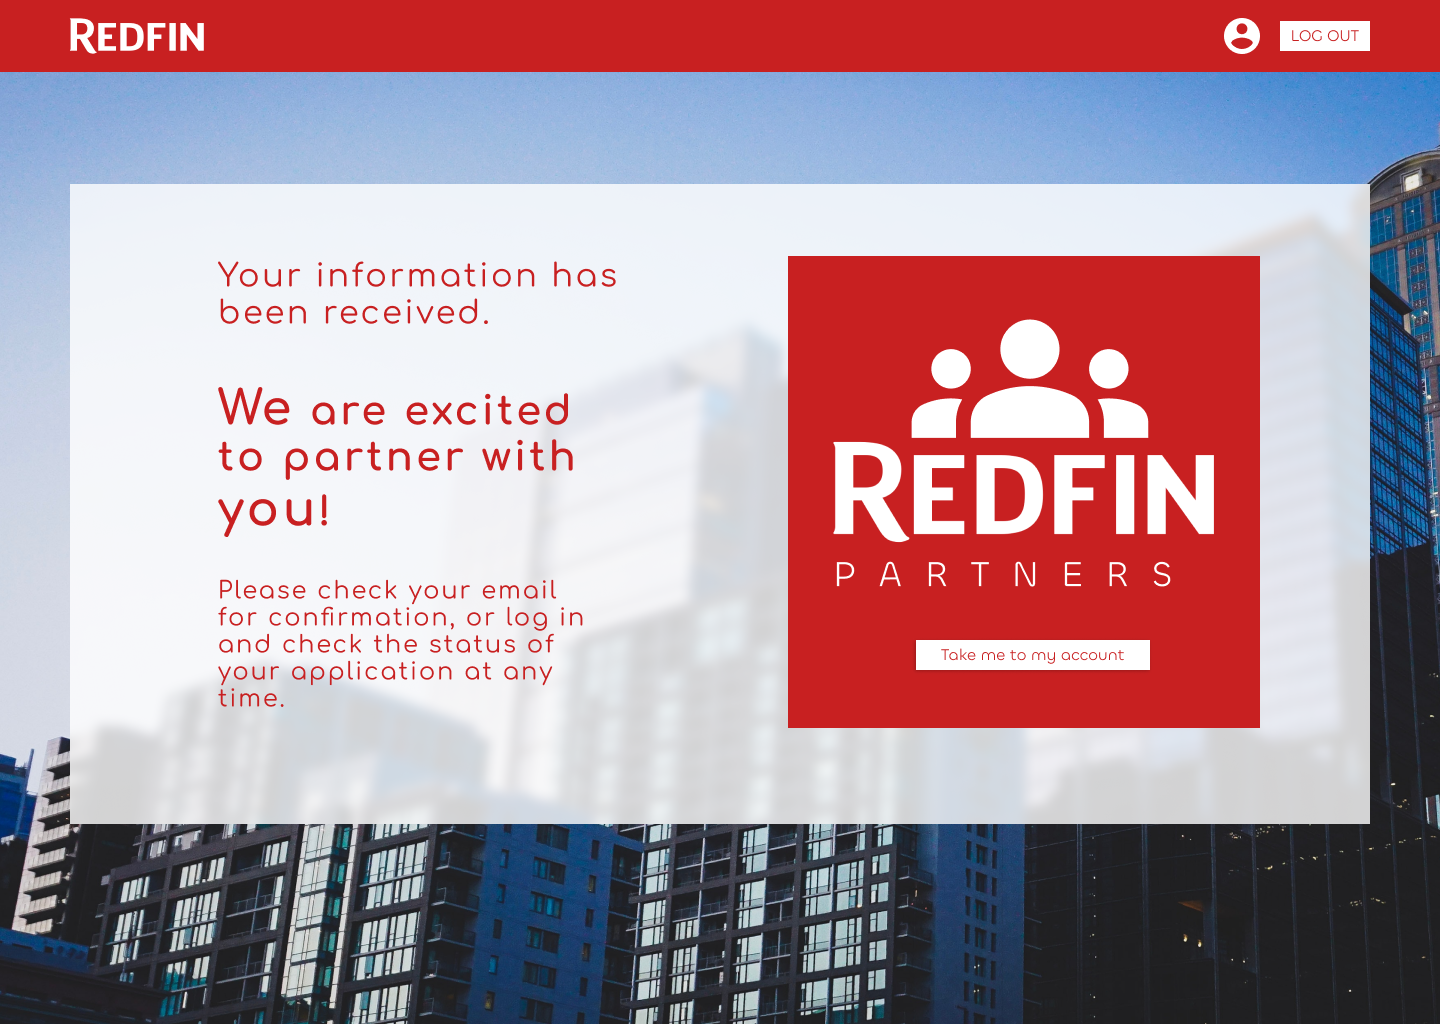 REDFIN
LOG OUT
Your information has
been received.
We are excited
to partner with
you!
Please check your email
for confirmation, or log in
and check the status of
your application at any
time.
REDFIN
PARTNERS
Take me to my account